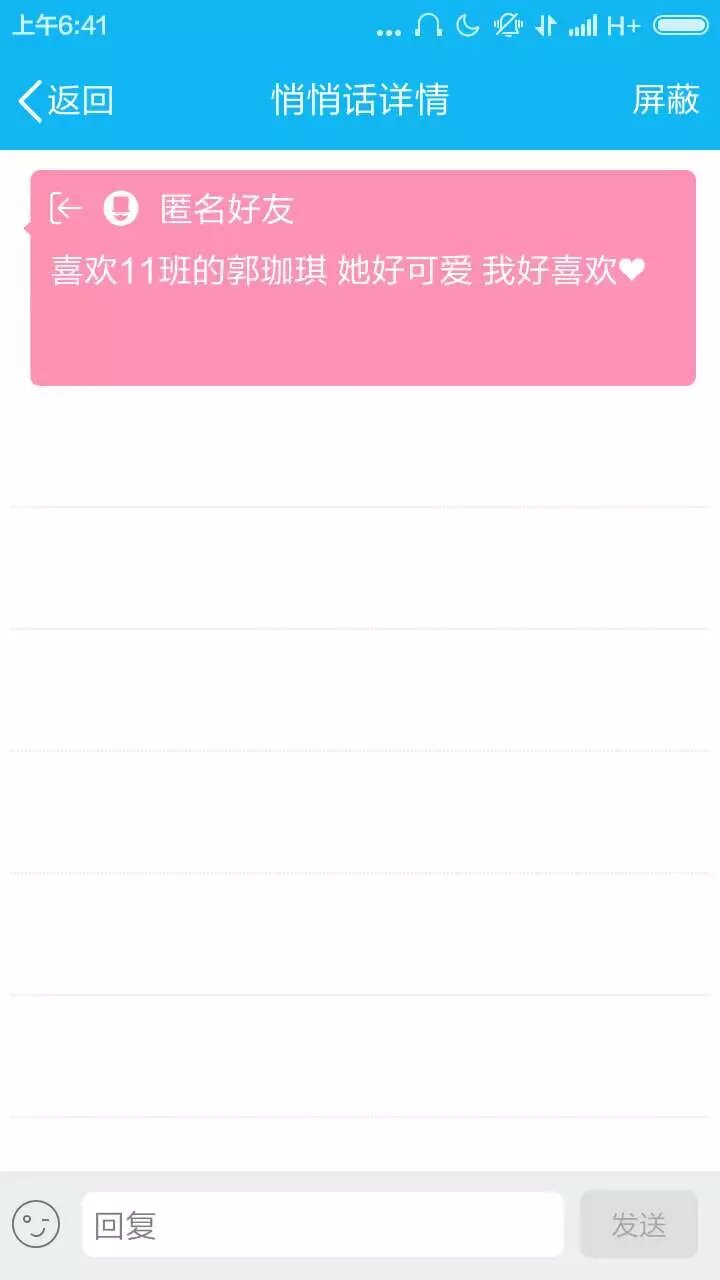 上午6:41
... H+
返回
悄悄话详情
屏蔽
匿名好友
喜欢11班的郭珈琪 她好可爱 我好喜欢❤
回复
发送